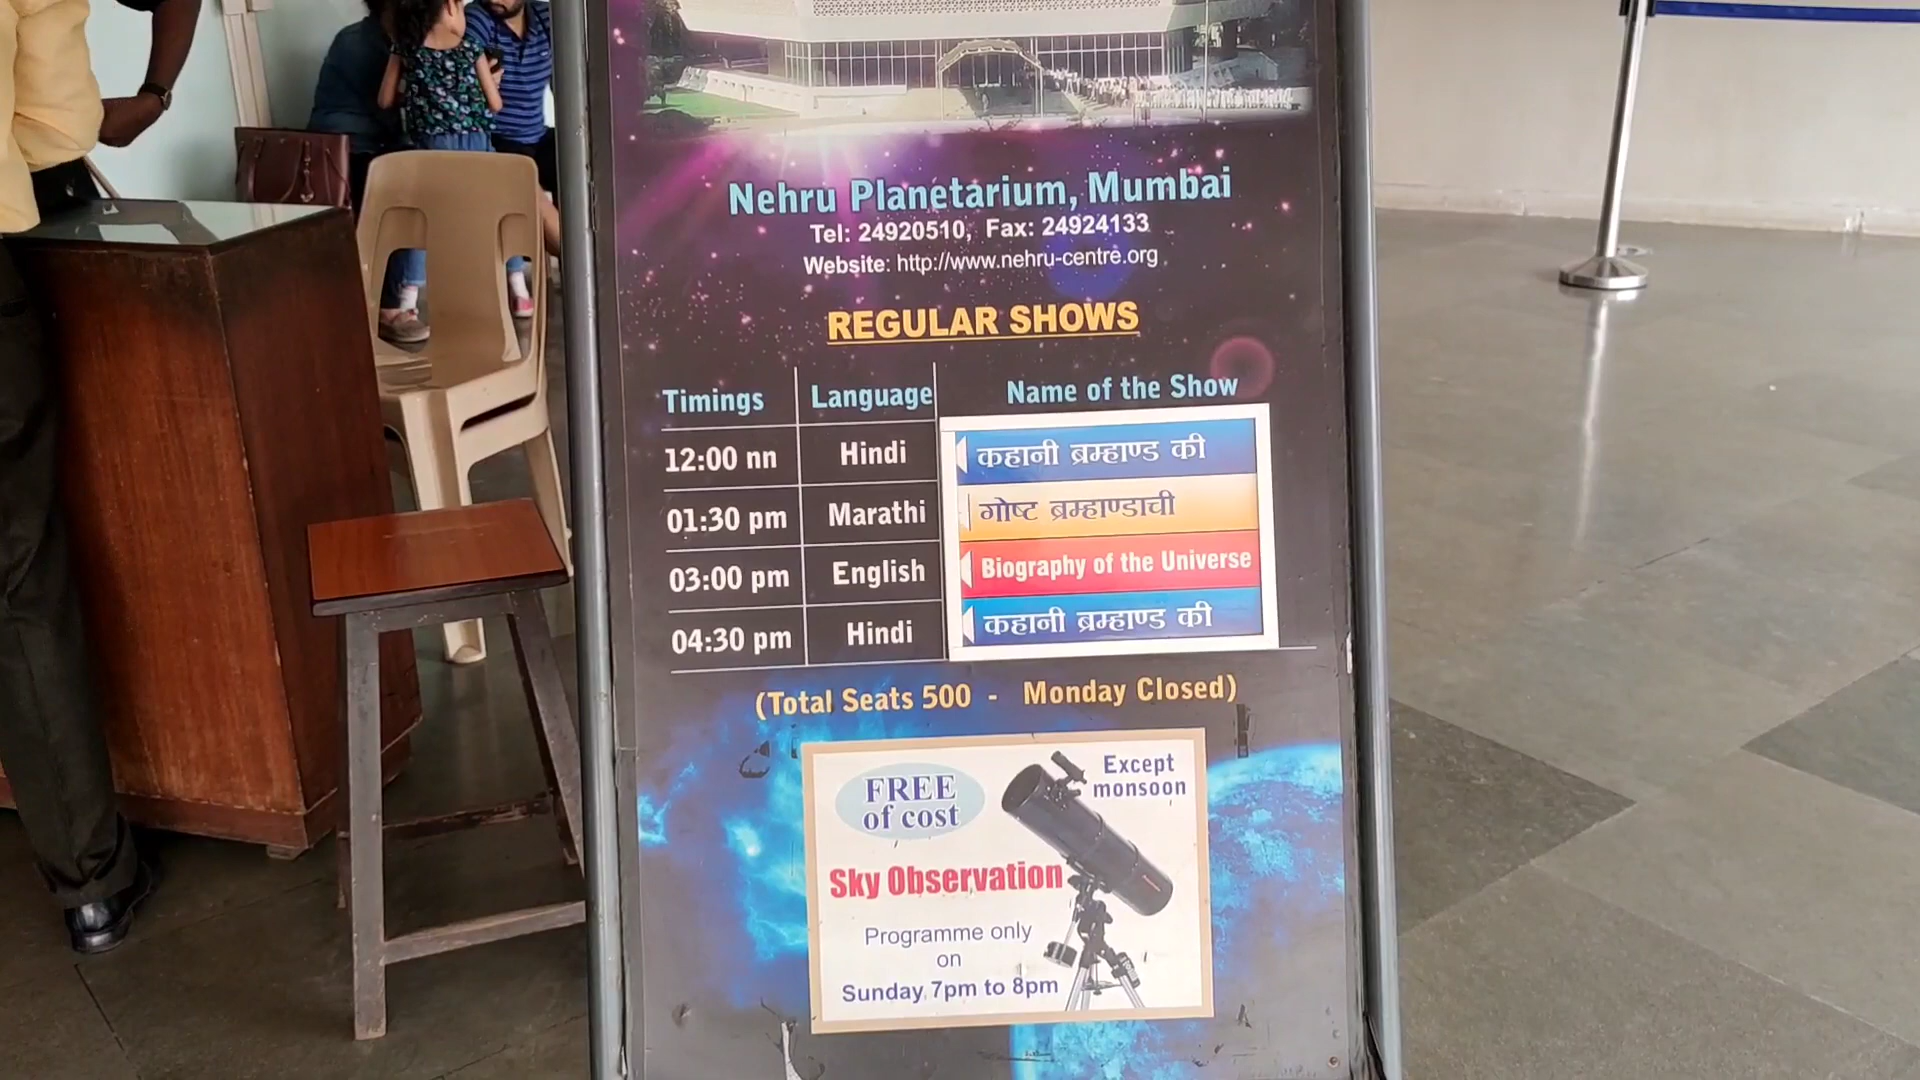 Nehru Planetarium, Mumbai
Tel: 24920510, Fax: 24924133
Website: http://www.nehru-centre.org
REGULAR SHOWS
Timings Language Name of the Show
12:00 nn Hindi कहानी ब्रम्हाण्ड की
01:30 pm Marathi गोष्ट ब्रम्हाण्डाची
03:00 pm English Biography of the Universe
04:30 pm Hindi कहानी ब्रम्हाण्ड की
(Total Seats 500 - Monday Closed)
FREE
of cost
Except
monsoon
Sky Observation
Programme only
on
Sunday 7pm to 8pm